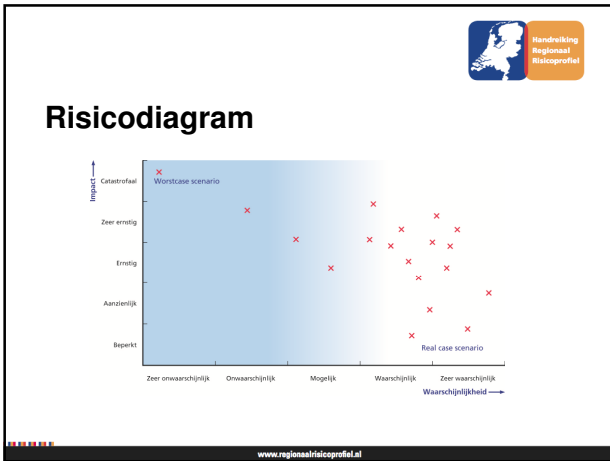 Handreiking
Regionaal
Risicoprofiel
Risicodiagram
Impact
Catastrofaal
Worstcase scenario
Zeer ernstig
Ernstig
Aanzienlijk
Beperkt
Real case scenario
Zeer onwaarschijnlijk
Onwaarschijnlijk
Mogelijk
Waarschijnlijk
Zeer waarschijnlijk
Waarschijnlijkheid
www.regionaalrisicoprofiel.nl